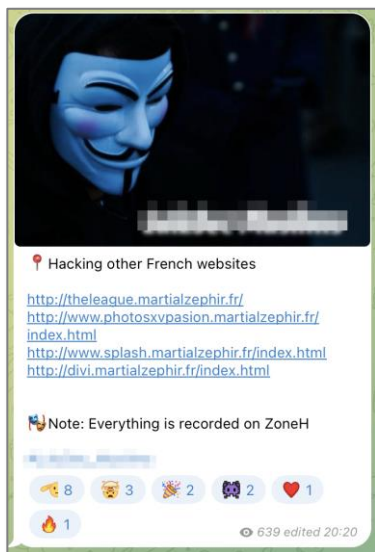 📍 Hacking other French websites
http://theleaque.martialzephir.fr/
http://www.photosxvpasion.martialzephir.fr/
index.html
http://www.splash.martialzephir.fr/index.html
http://divi.martialzephir.fr/index.html
Note: Everything is recorded on ZoneH
8 3 2 2 1
1
639 edited 20:20